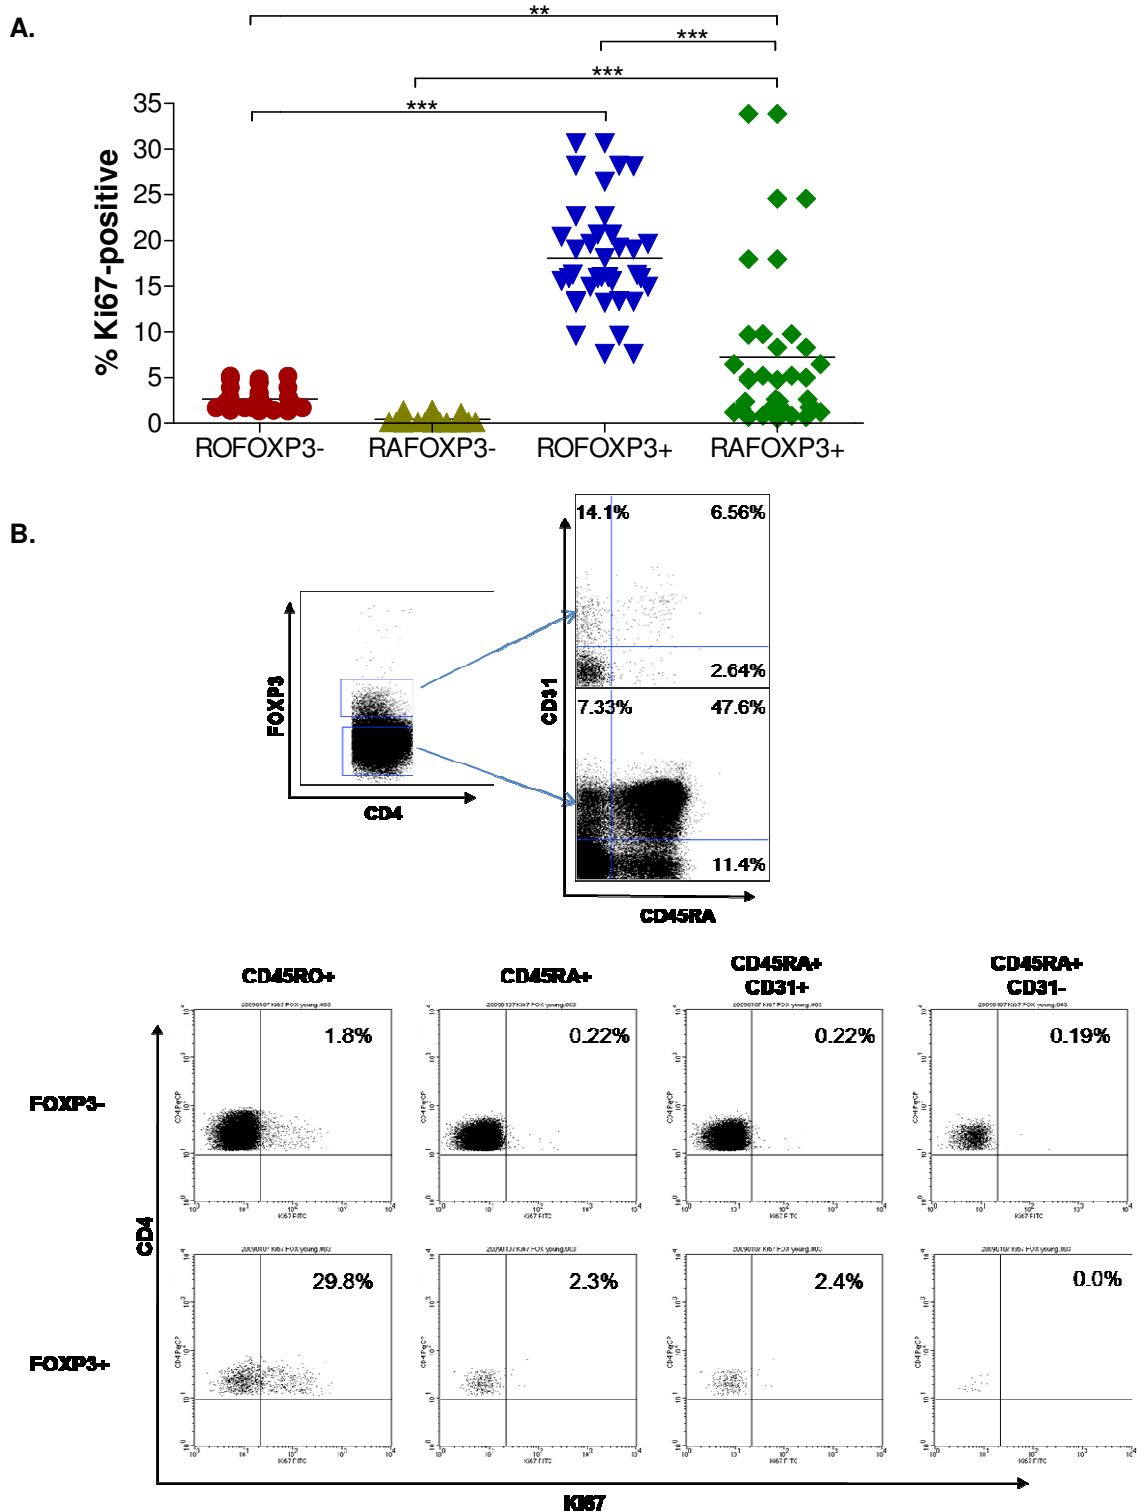 A.
**
***
***
***
% Ki67-positive
35
30
25
20
15
10
5
0
ROFOXP3-
RAFOXP3-
ROFOXP3+
RAFOXP3+
B.
FOXP3
CD4
CD31
14.1%
6.56%
2.64%
7.33%
47.6%
11.4%
CD45RA
CD45RO+
CD45RA+
CD45RA+
CD31+
CD45RA+
CD31-
FOXP3-
1.8%
0.22%
0.22%
0.19%
CD4
FOXP3+
29.8%
2.3%
2.4%
0.0%
KI67